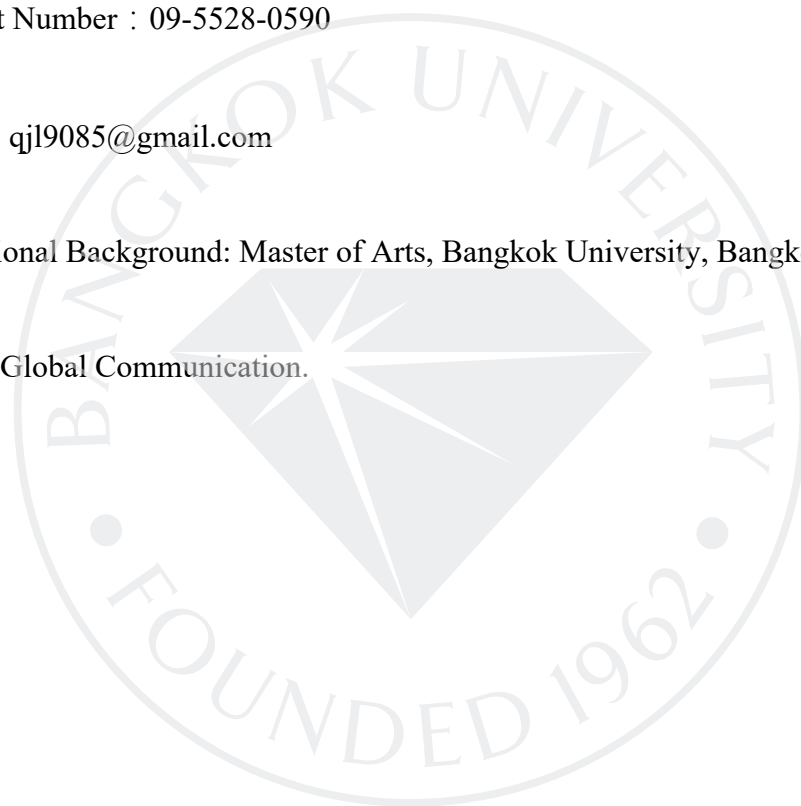 t Number：09-5528-0590
qjl9085@gmail.com
ional Background: Master of Arts, Bangkok University, Bangk
Global Communication.
BANGKOK UNIVERSITY
• FOUNDED 1962 •